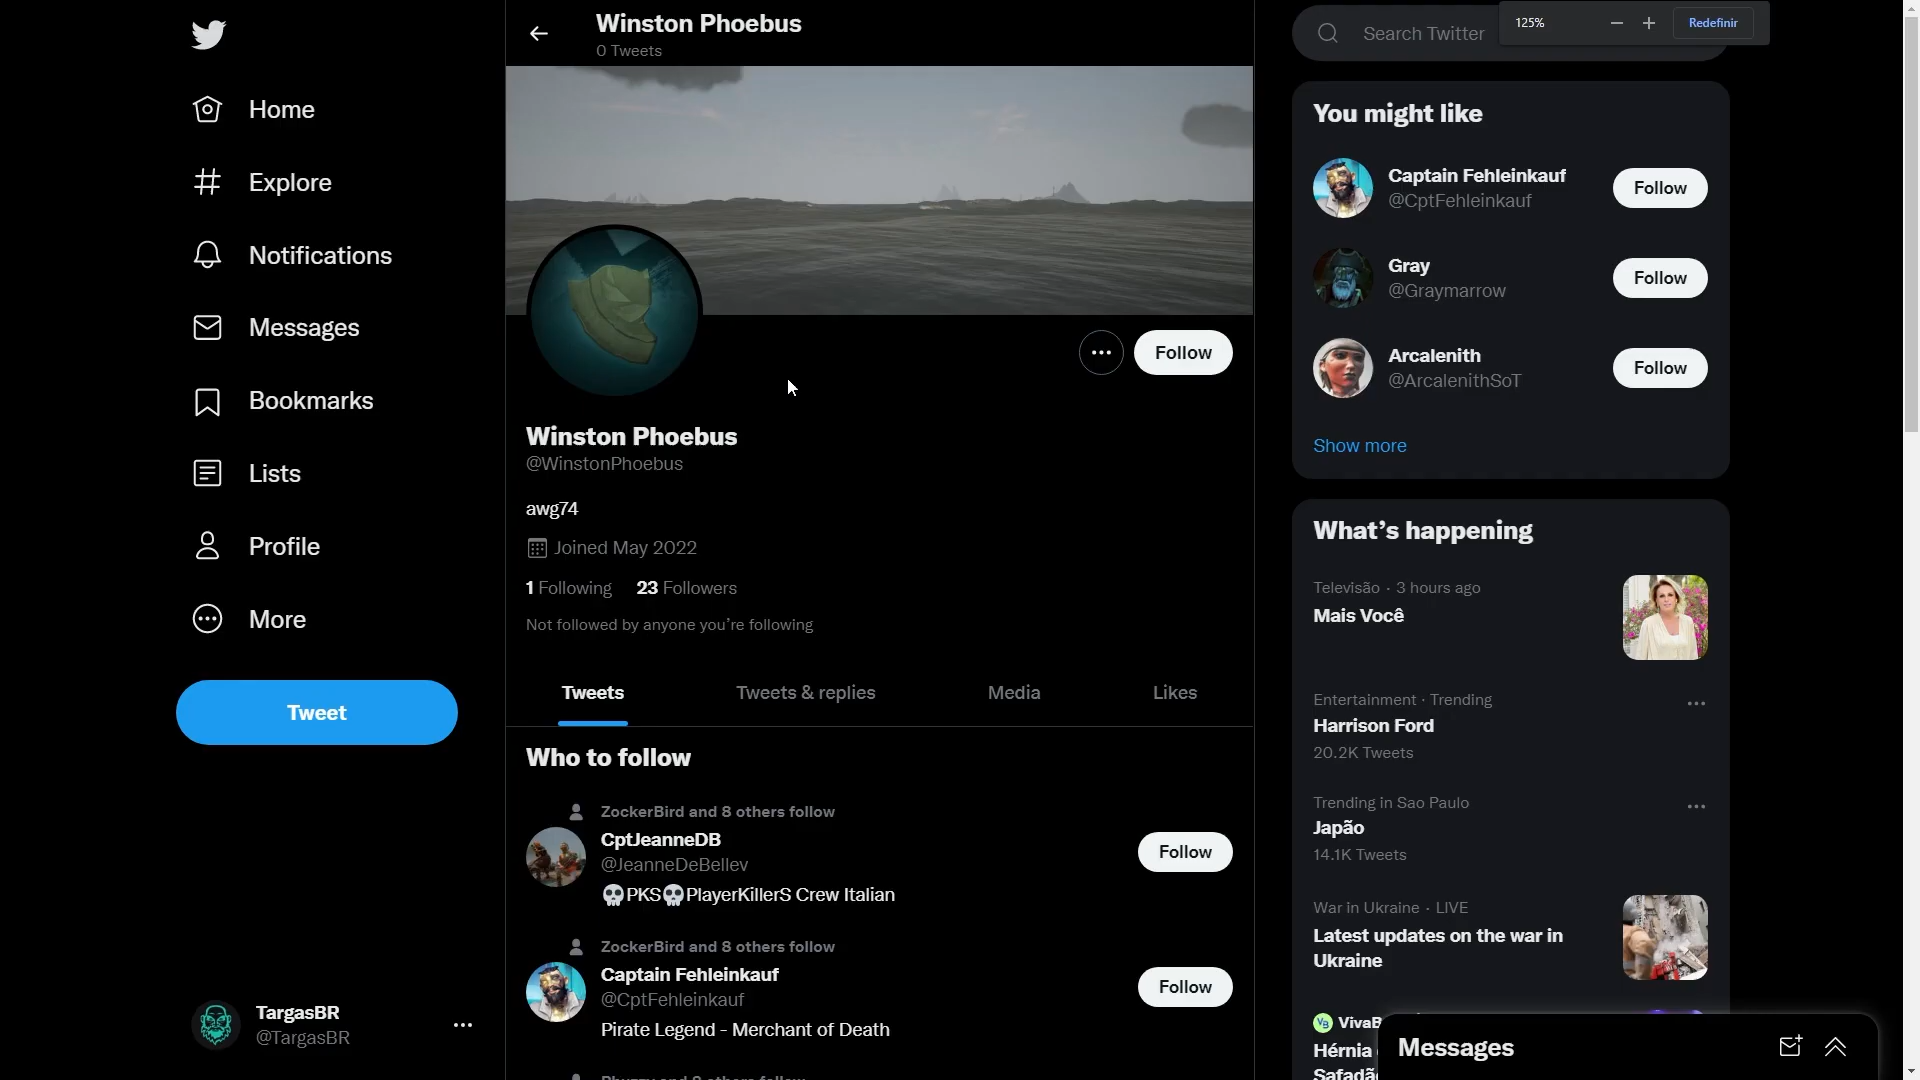 Home
Explore
Notifications
Messages
Bookmarks
Lists
Profile
More
Tweet
TargasBR
@TargasBR
Winston Phoebus
0 Tweets
Follow
Winston Phoebus
@WinstonPhoebus
awg74
Joined May 2022
1 Following 23 Followers
Not followed by anyone you're following
Tweets Tweets & replies Media Likes
Who to follow
ZockerBird and 8 others follow
CptJeanneDB
@JeanneDeBellev
💀PKS💀PlayerKillerS Crew Italian
Follow
ZockerBird and 8 others follow
Captain Fehleinkauf
@CptFehleinkauf
Pirate Legend - Merchant of Death
Follow
Search Twitter
125%
Redefinir
You might like
Captain Fehleinkauf
@CptFehleinkauf
Follow
Gray
@Graymarrow
Follow
Arcalenith
@ArcalenithSoT
Follow
Show more
What's happening
Televisão · 3 hours ago
Mais Você
Entertainment · Trending
Harrison Ford
20.2K Tweets
Trending in Sao Paulo
Japão
14.1K Tweets
War in Ukraine · LIVE
Latest updates on the war in
Ukraine
VB
Hérnia
Messages